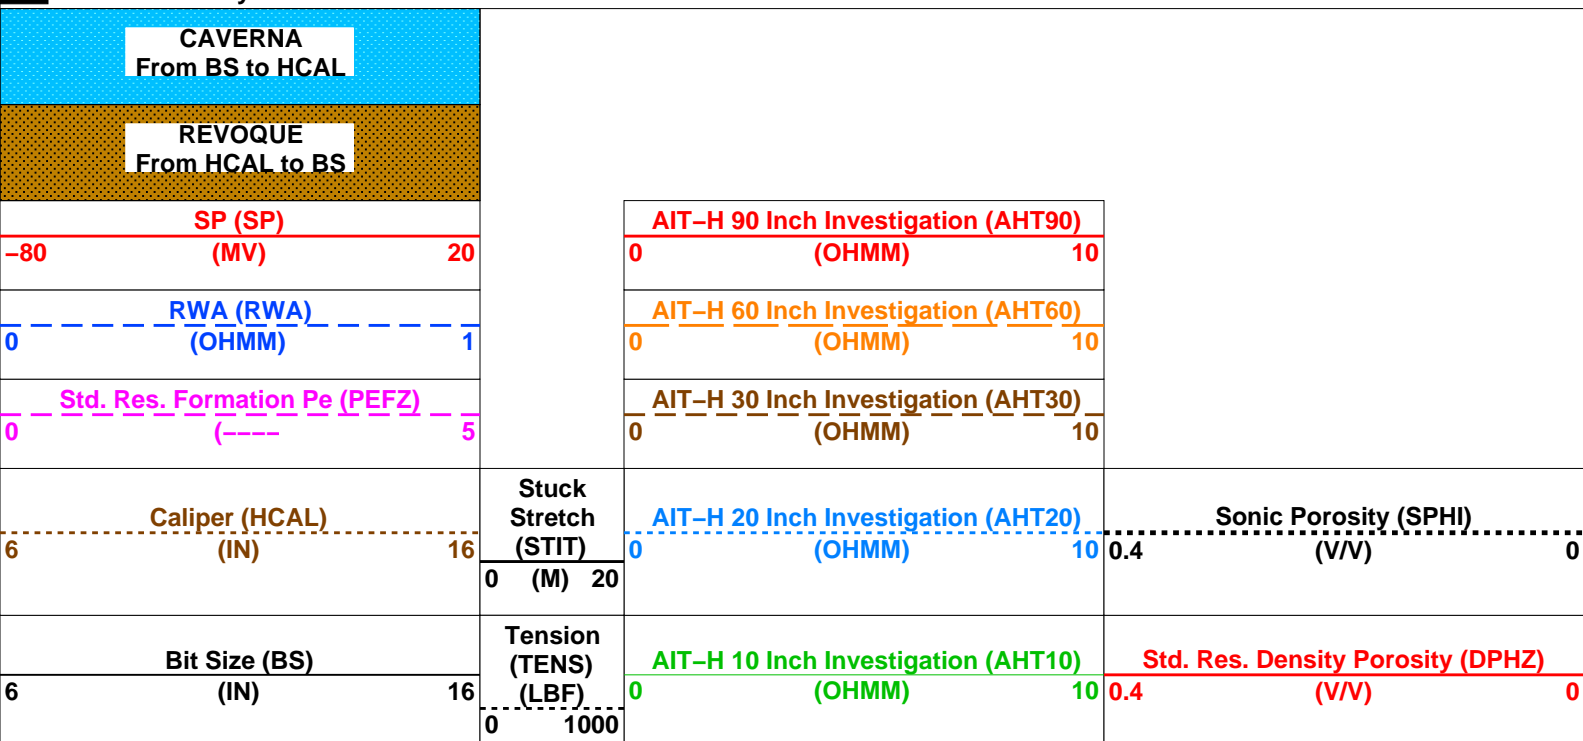 CAVERNA
From BS to HCAL
REVOQUE
From HCAL to BS
SP (SP)
−80 (MV) 20
AIT−H 90 Inch Investigation (AHT90)
0 (OHMM) 10
RWA (RWA)
0 (OHMM) 1
AIT−H 60 Inch Investigation (AHT60)
0 (OHMM) 10
Std. Res. Formation Pe (PEFZ)
0 (−−−− 5
AIT−H 30 Inch Investigation (AHT30)
0 (OHMM) 10
Caliper (HCAL)
6 (IN) 16
Stuck
Stretch
(STIT)
0 (M) 20
AIT−H 20 Inch Investigation (AHT20)
0 (OHMM) 10
Sonic Porosity (SPHI)
0.4 (V/V) 0
Bit Size (BS)
6 (IN) 16
Tension
(TENS)
(LBF)
0 1000
AIT−H 10 Inch Investigation (AHT10)
0 (OHMM) 10
Std. Res. Density Porosity (DPHZ)
0.4 (V/V) 0